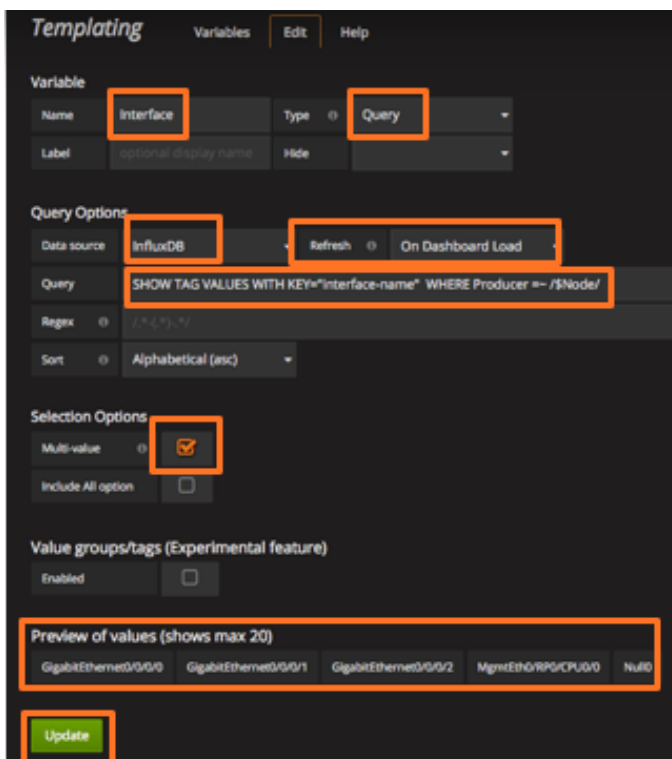 Templating Variables Edit Help
Variable
Name Interface Type Query
Label optional display name Hide
Query Options
Data source InfluxDB Refresh On Dashboard Load
Query SHOW TAG VALUES WITH KEY="interface-name" WHERE Producer =~ /$Node/
Regex /.*-(.*)-.*/
Sort Alphabetical (asc)
Selection Options
Multi-value
Include All option
Value groups/tags (Experimental feature)
Enabled
Preview of values (shows max 20)
GigabitEthernet0/0/0/0 GigabitEthernet0/0/0/1 GigabitEthernet0/0/0/2 MgmtEth0/RP0/CPU0/0 Null0
Update